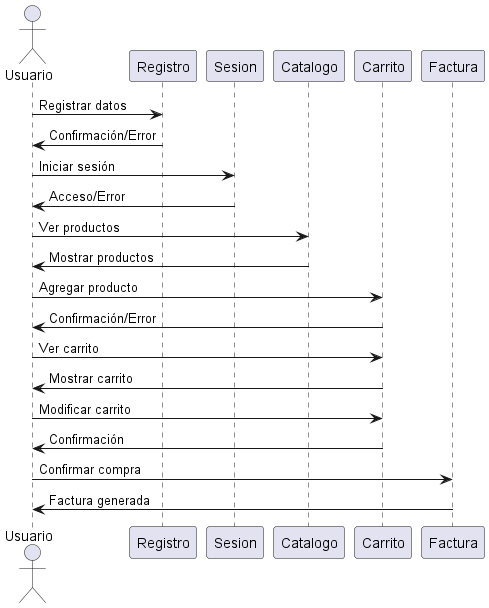 Usuario
Registro
Sesion
Catalogo
Carrito
Factura
Registrar datos
Confirmación/Error
Iniciar sesión
Acceso/Error
Ver productos
Mostrar productos
Agregar producto
Confirmación/Error
Ver carrito
Mostrar carrito
Modificar carrito
Confirmación
Confirmar compra
Factura generada
Usuario
Registro
Sesion
Catalogo
Carrito
Factura